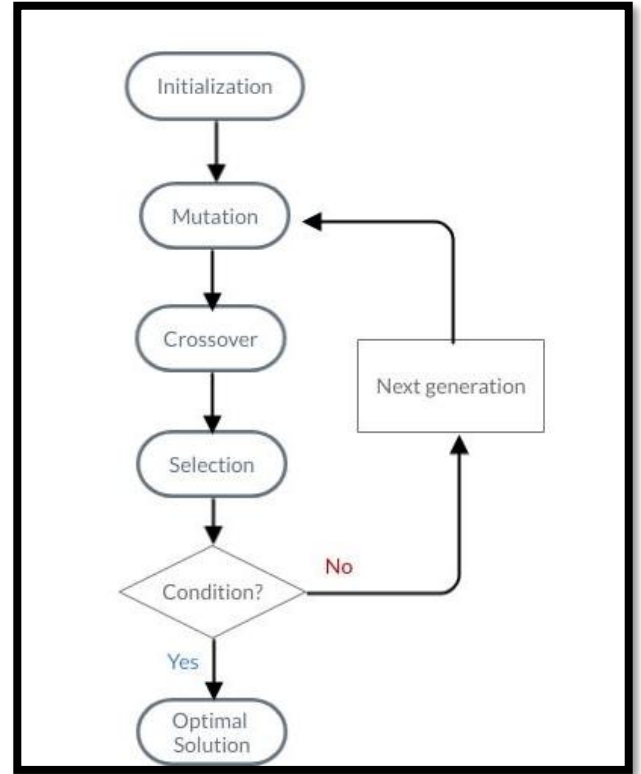 Initialization
Mutation
Crossover
Next generation
Selection
No
Condition?
Yes
Optimal
Solution